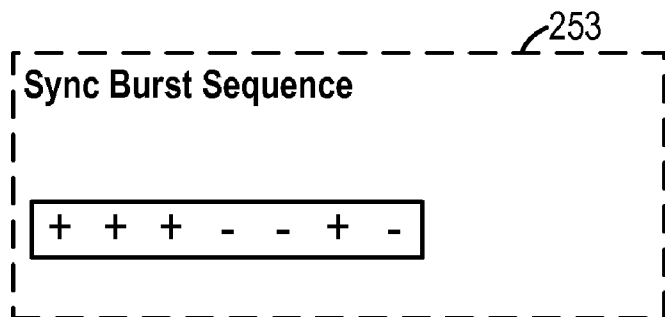 253
Sync Burst Sequence
+ + + - - + -